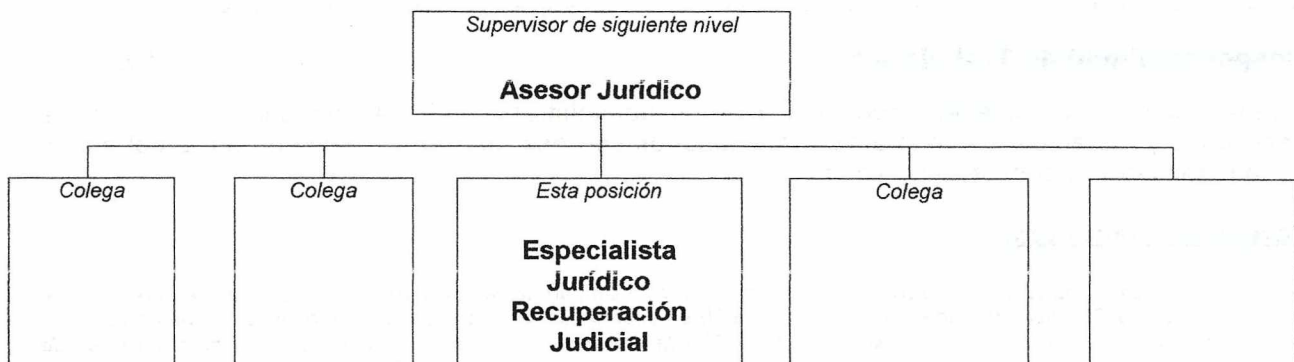 Supervisor de siguiente nivel
Asesor Jurídico
Colega
Colega
Esta posición
Colega
Especialista
Jurídico
Recuperación
Judicial